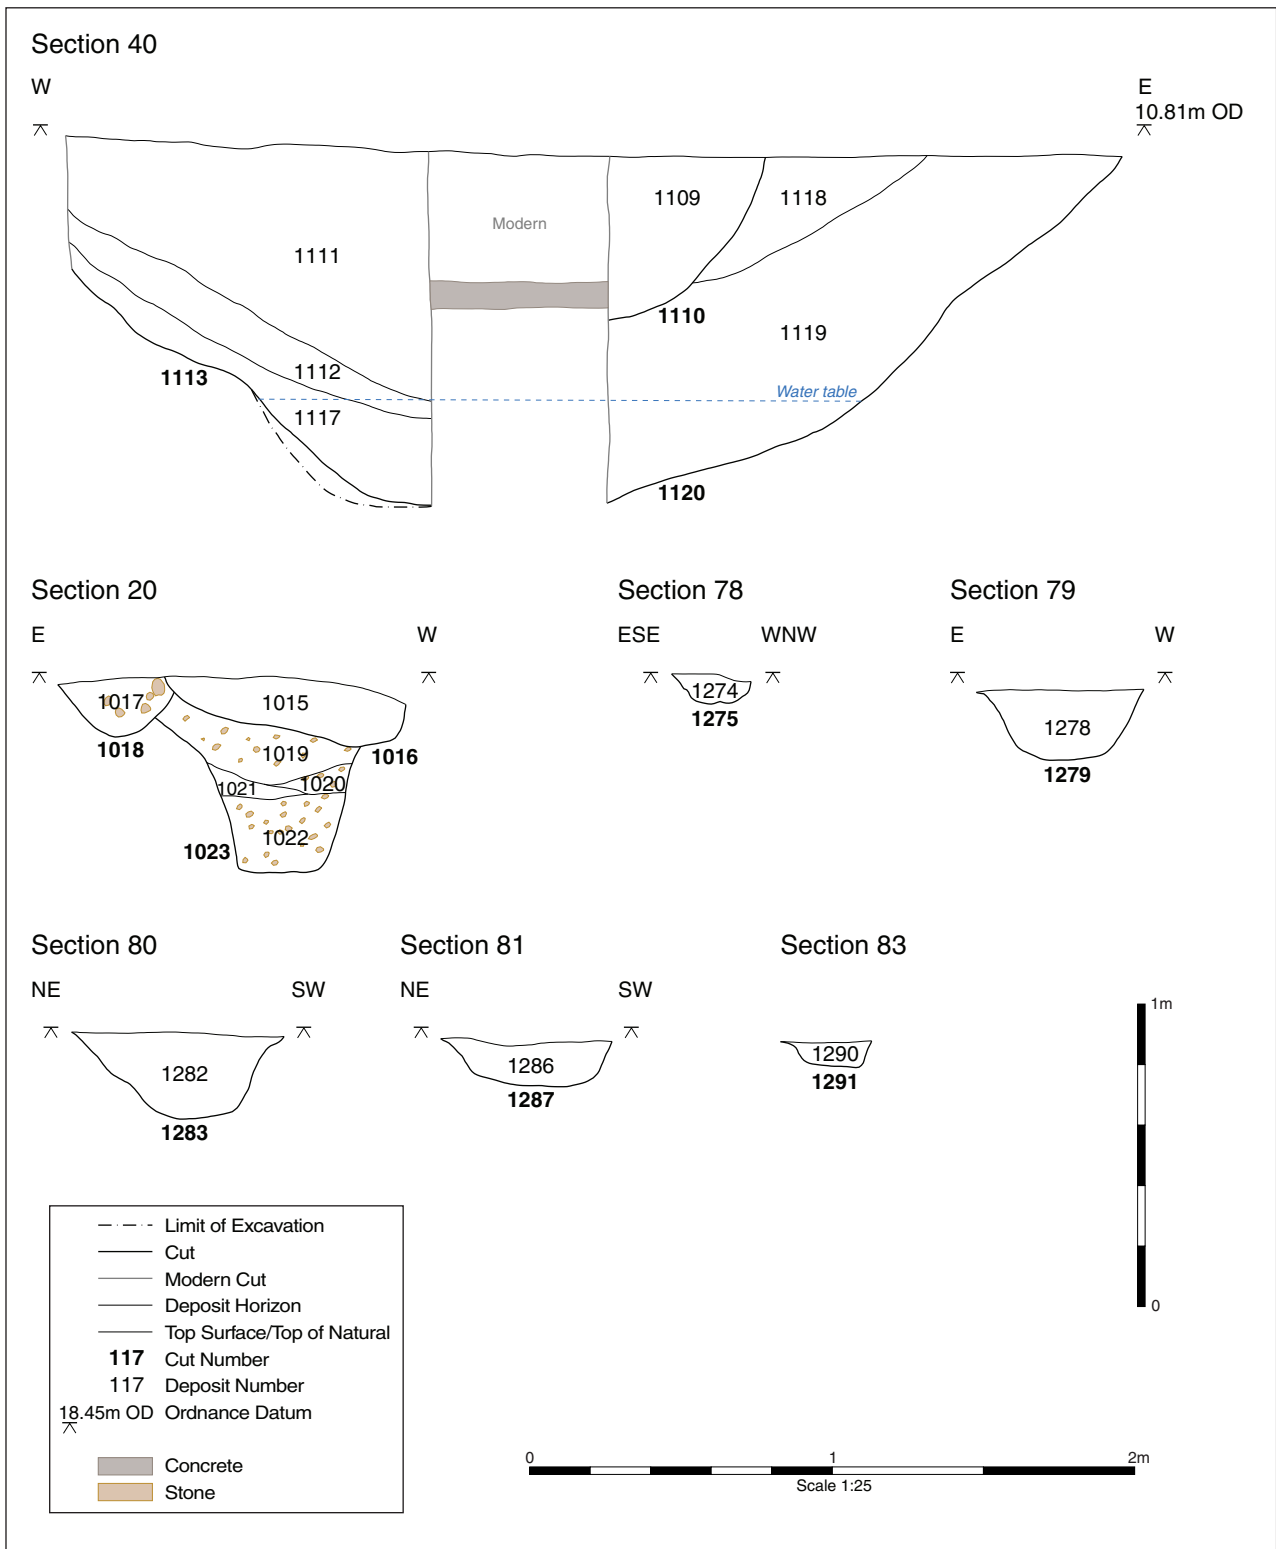 Section 40
W
E
10.81m OD
1109
1118
Modern
1111
1110
1119
1112
1113
Water table
1117
1120
Section 20
E
W
1017
1015
1018
1019
1016
1021
1020
1022
1023
Section 78
ESE
WNW
1274
1275
Section 79
E
W
1278
1279
Section 80
NE
SW
1282
1283
Section 81
NE
SW
1286
1287
Section 83
1290
1291
1m
0
Limit of Excavation
Cut
Modern Cut
Deposit Horizon
Top Surface/Top of Natural
117 Cut Number
117 Deposit Number
18.45m OD Ordnance Datum
Concrete
Stone
0 1 2m
Scale 1:25